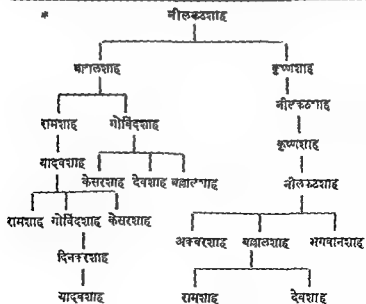 * नीलकंठशाह
बागलशाह कृष्णशाह
नीलकंठशाह
रामशाह गोविंदशाह
कृष्णशाह
यादवशाह
केसरशाह देवशाह बल्लालशाह
नीलकंठशाह
रामशाह गोविंदशाह केसरशाह
अकबरशाह बल्लालशाह भगवानशाह
दिनकरशाह
यादवशाह रामशाह देवशाह